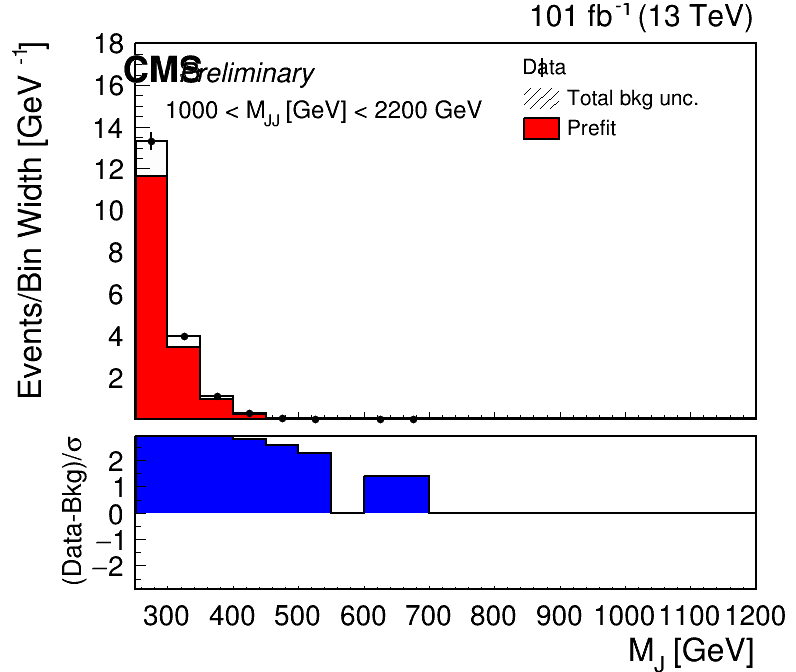 101 fb⁻¹ (13 TeV)
CMS Preliminary
1000 < M_JJ [GeV] < 2200 GeV
Data
Total bkg unc.
Prefit
Events/Bin Width [GeV⁻¹]
18
16
14
12
10
8
6
4
2
(Data-Bkg)/σ
2
1
0
−1
−2
300 400 500 600 700 800 900 1000 1100 1200
M_J [GeV]